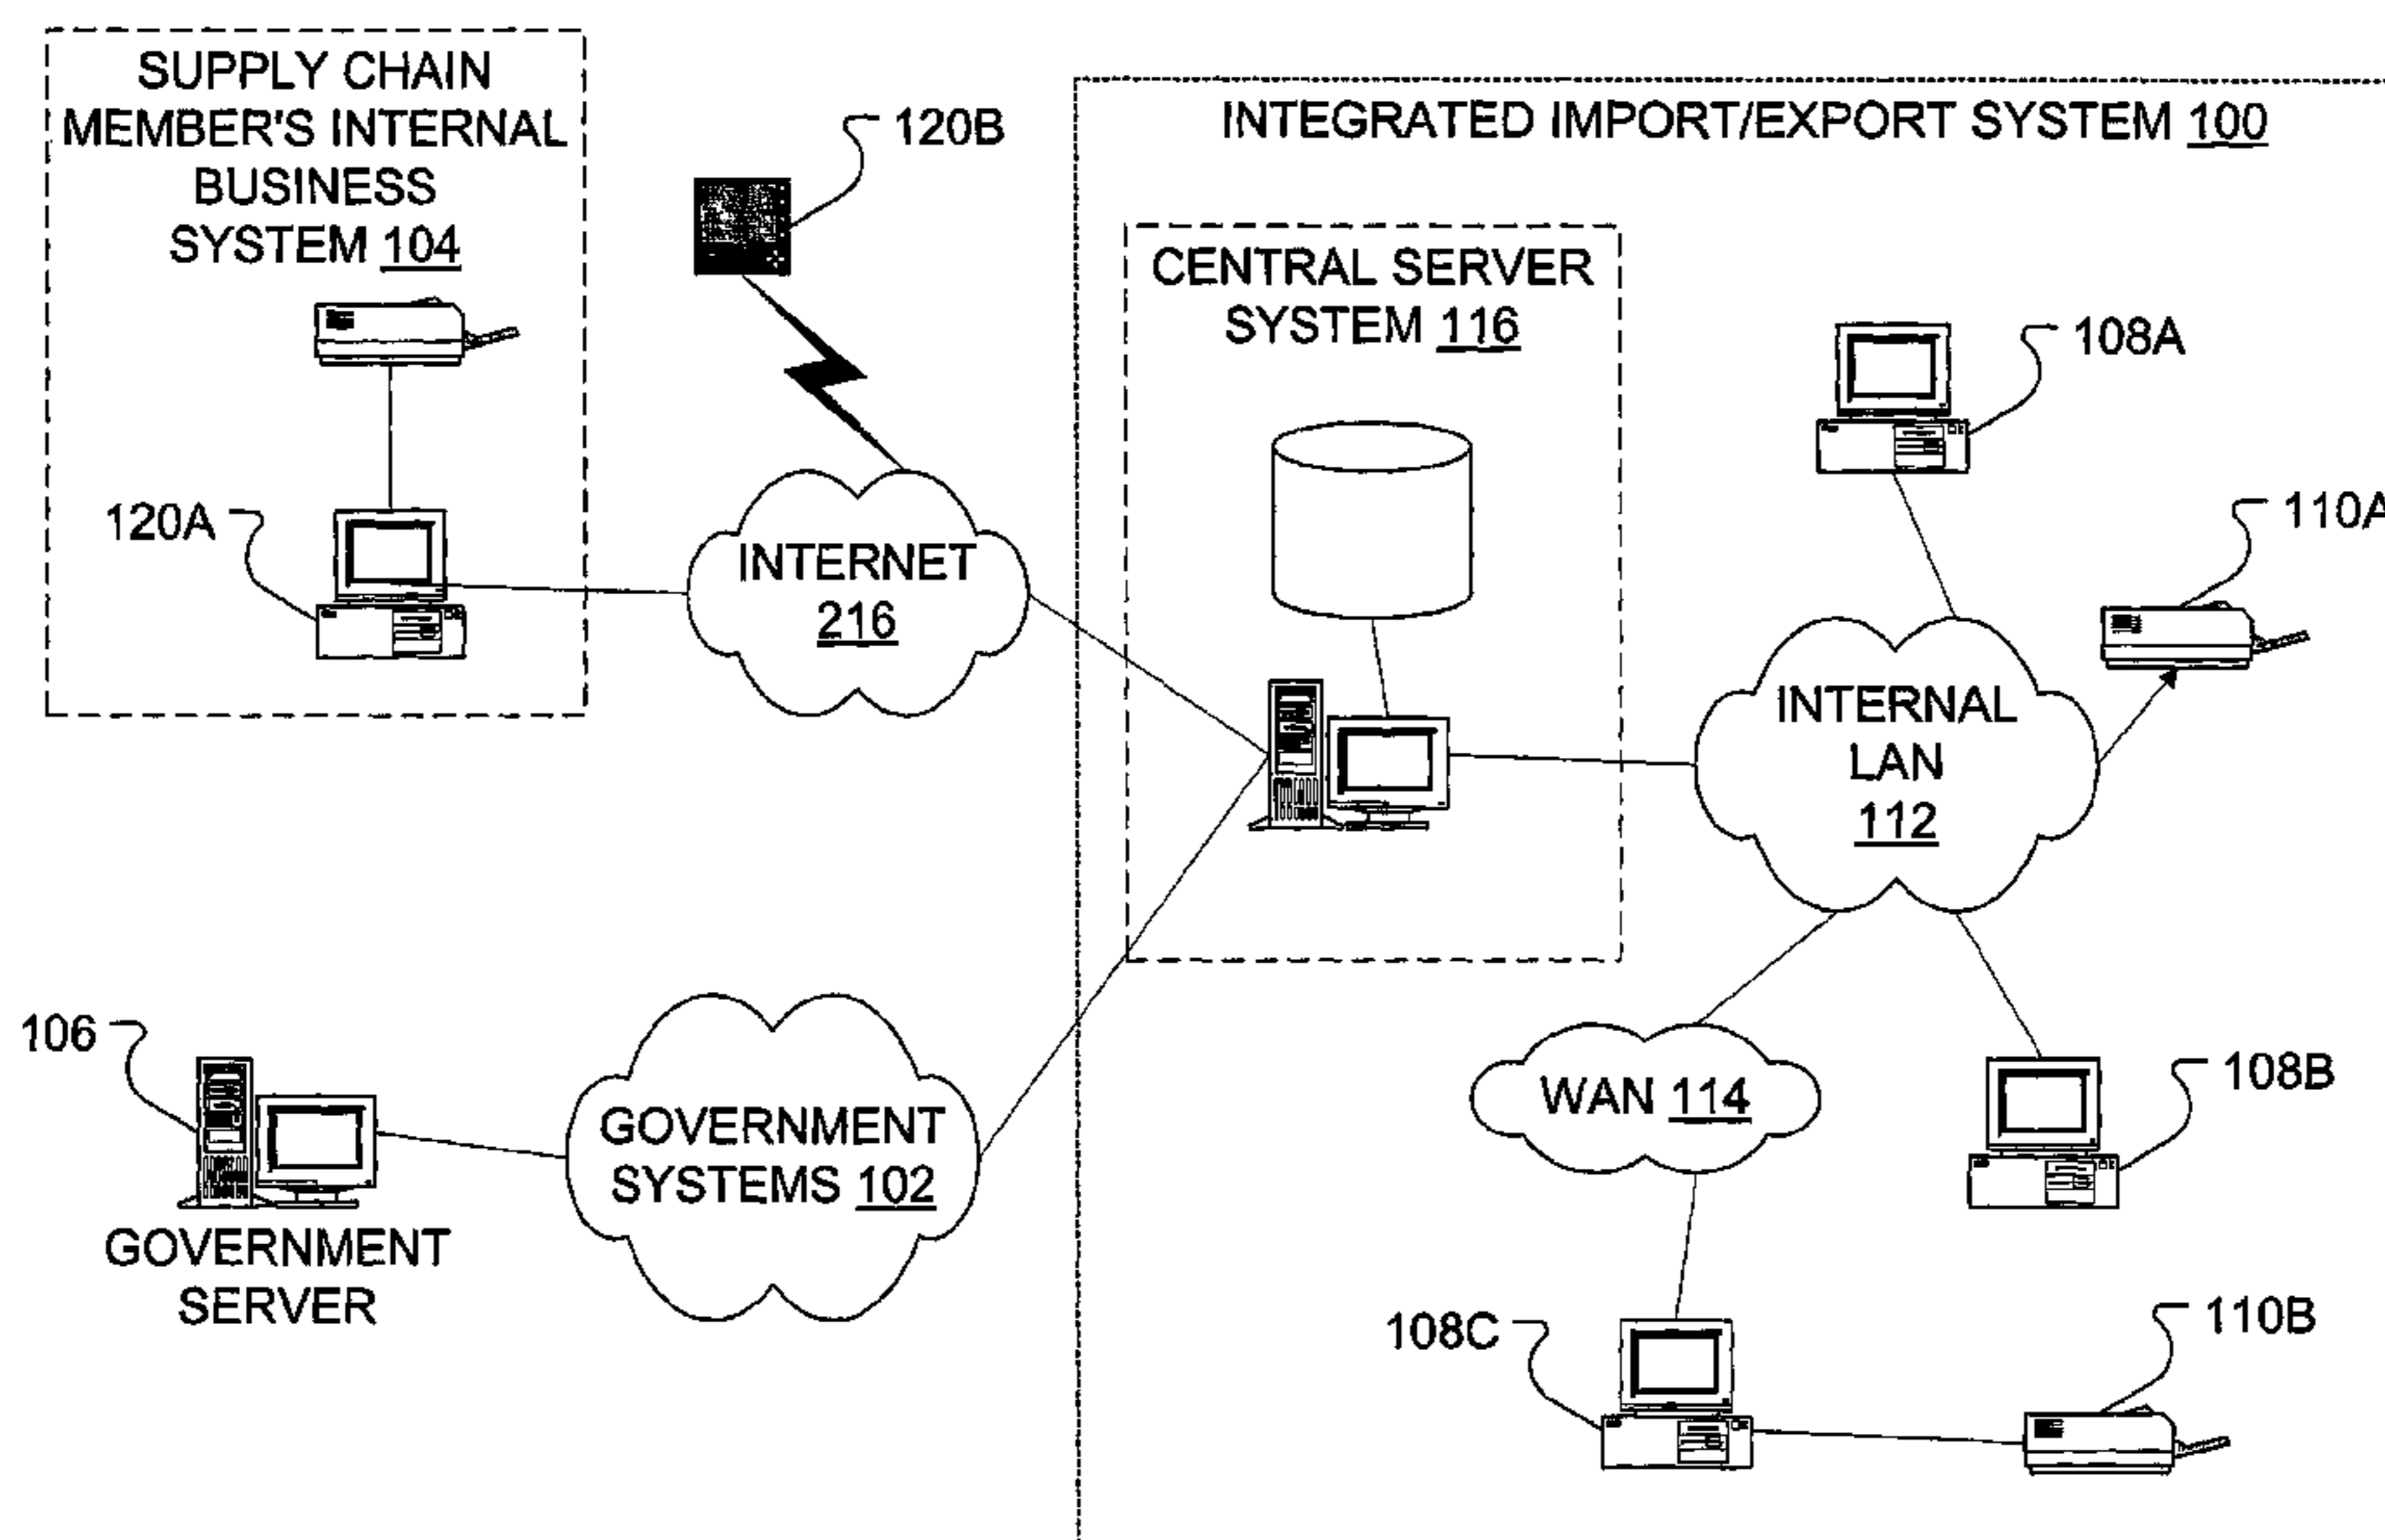 SUPPLY CHAIN
MEMBER'S INTERNAL
BUSINESS
SYSTEM 104
120B
INTEGRATED IMPORT/EXPORT SYSTEM 100
CENTRAL SERVER
SYSTEM 116
108A
120A
110A
INTERNET
216
INTERNAL
LAN
112
106
GOVERNMENT
SYSTEMS 102
WAN 114
108B
GOVERNMENT
SERVER
108C
110B